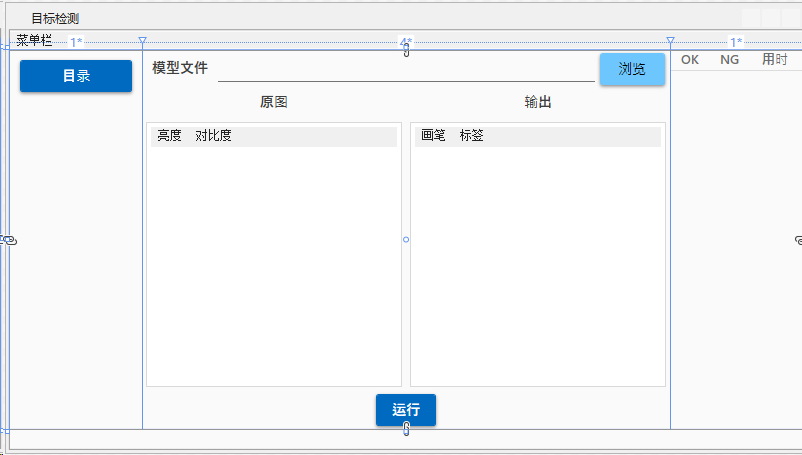 目标检测
菜单栏 1* 4* 1*
目录 模型文件 浏览 OK NG 用时
原图 输出
亮度 对比度 画笔 标签
运行